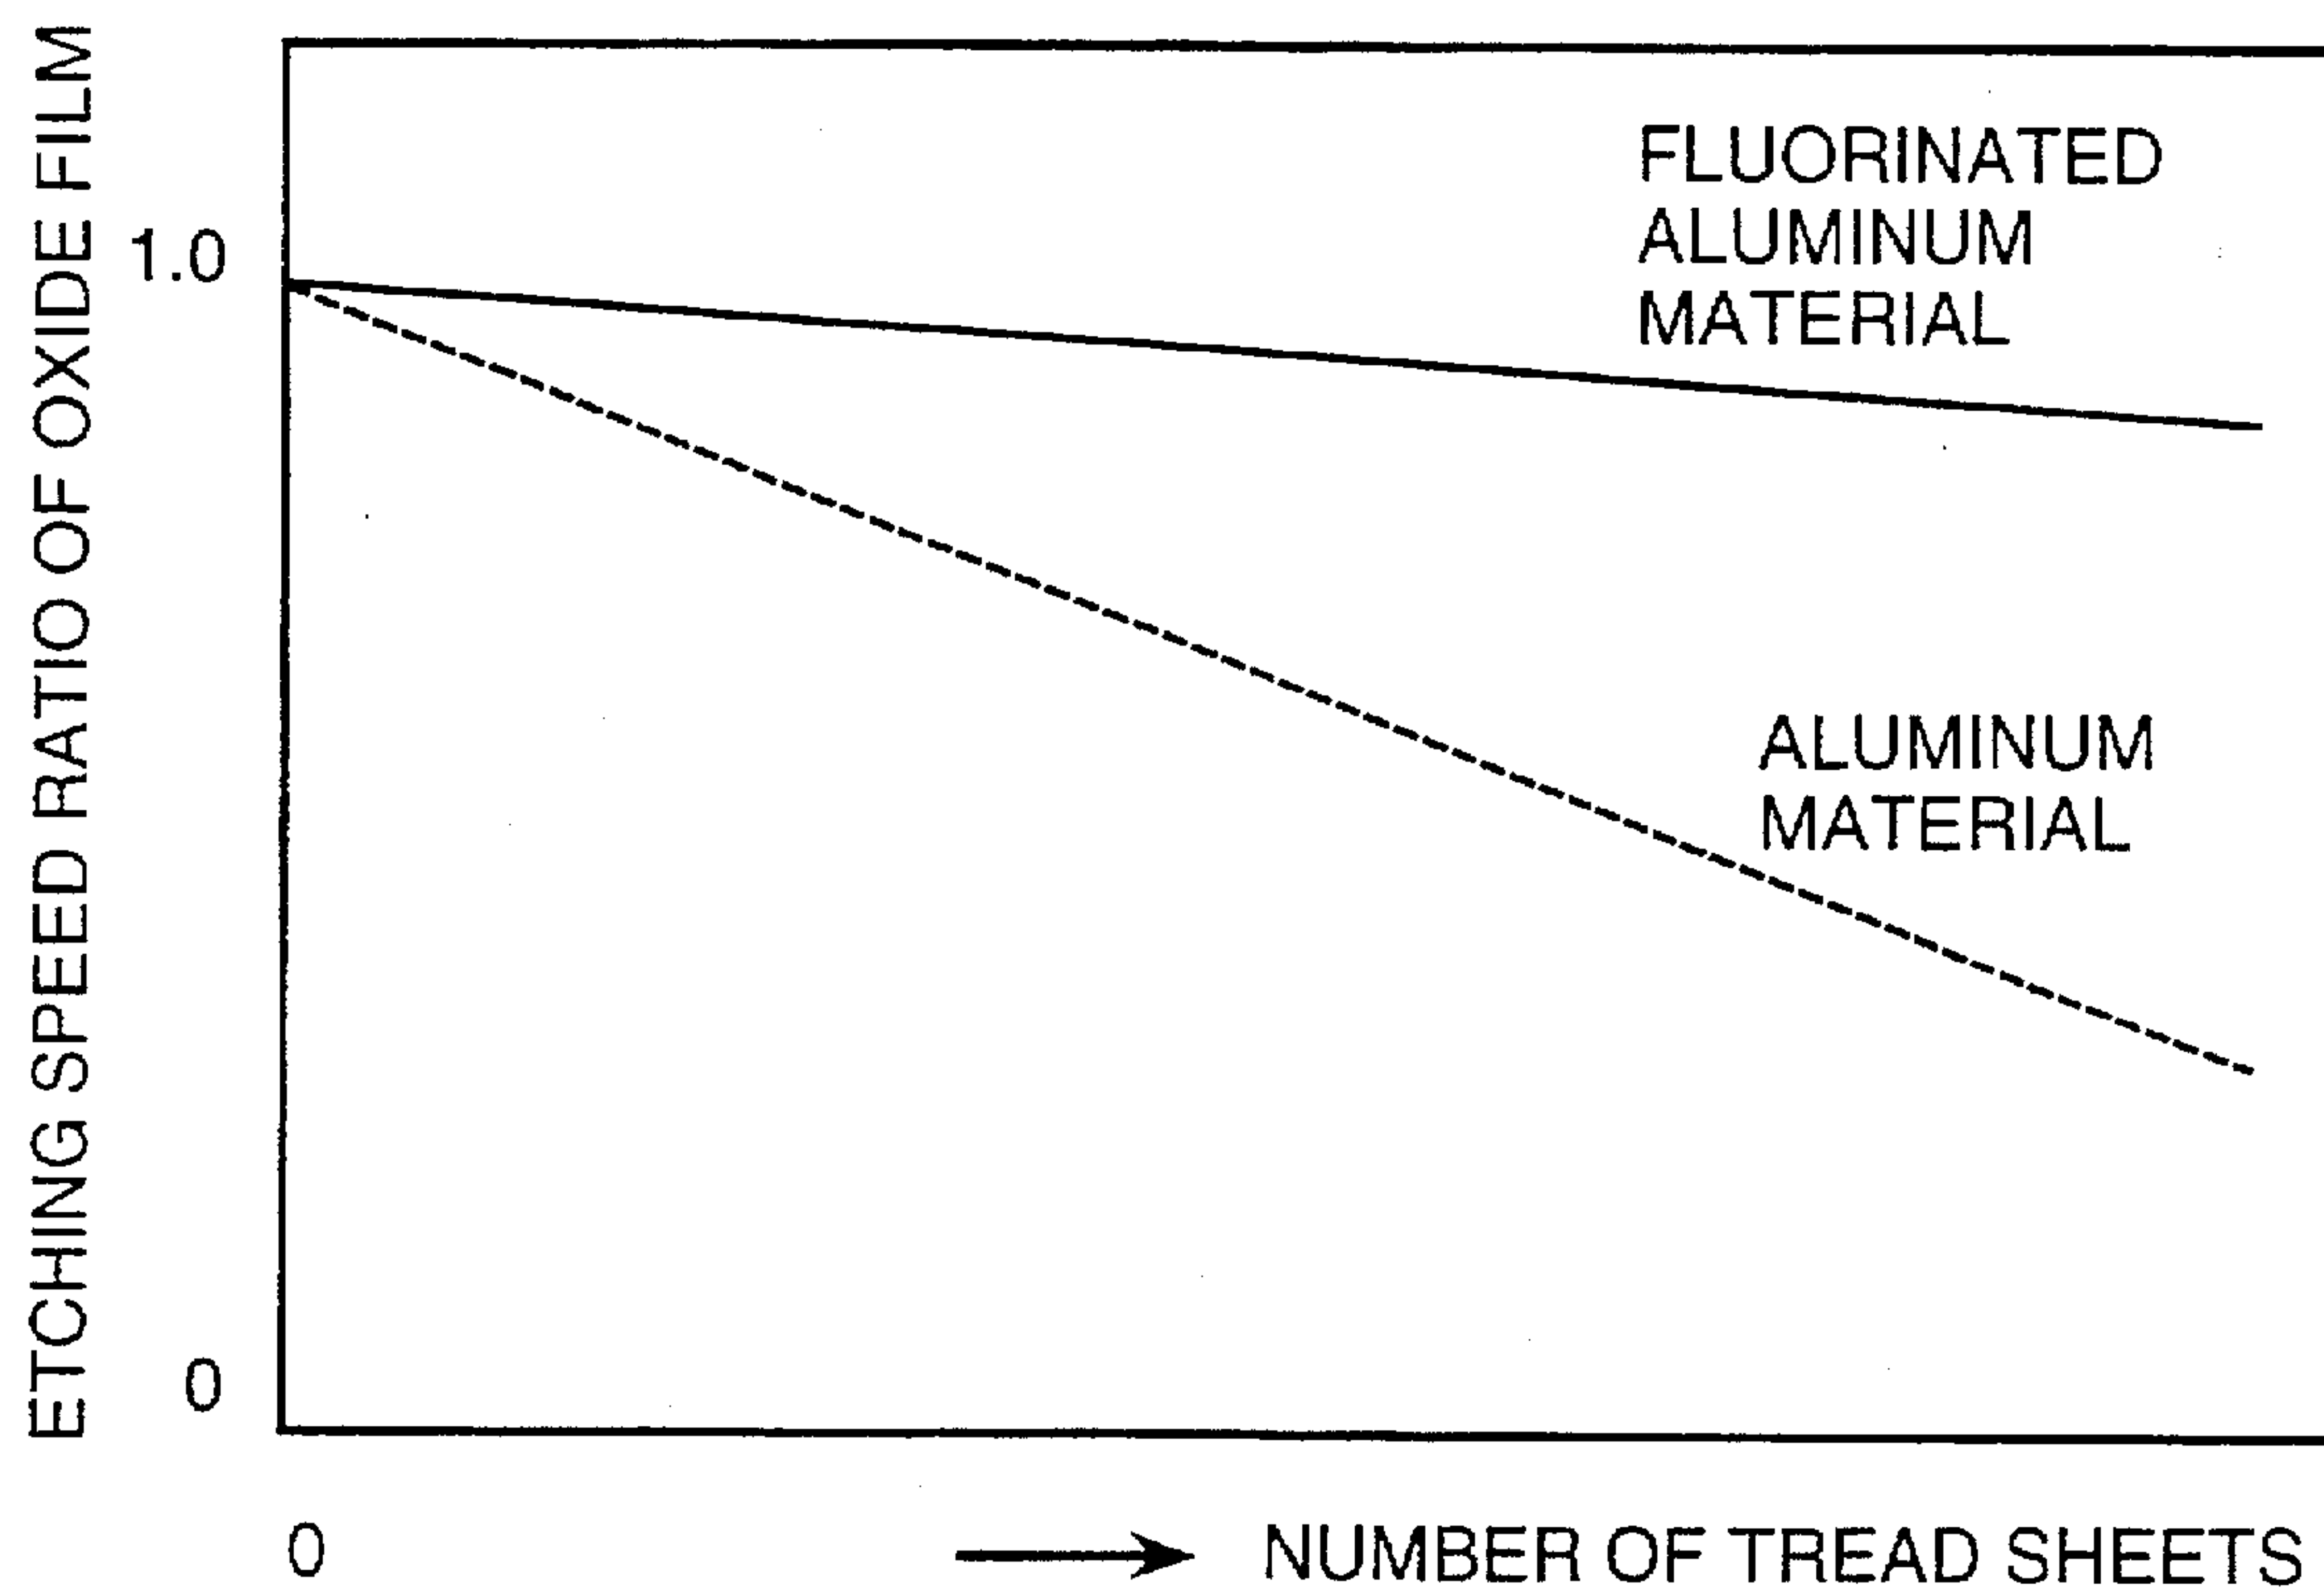 ETCHING SPEED RATIO OF OXIDE FILM
1.0
FLUORINATED
ALUMINUM
MATERIAL
ALUMINUM
MATERIAL
0
0
NUMBER OF TREAD SHEETS